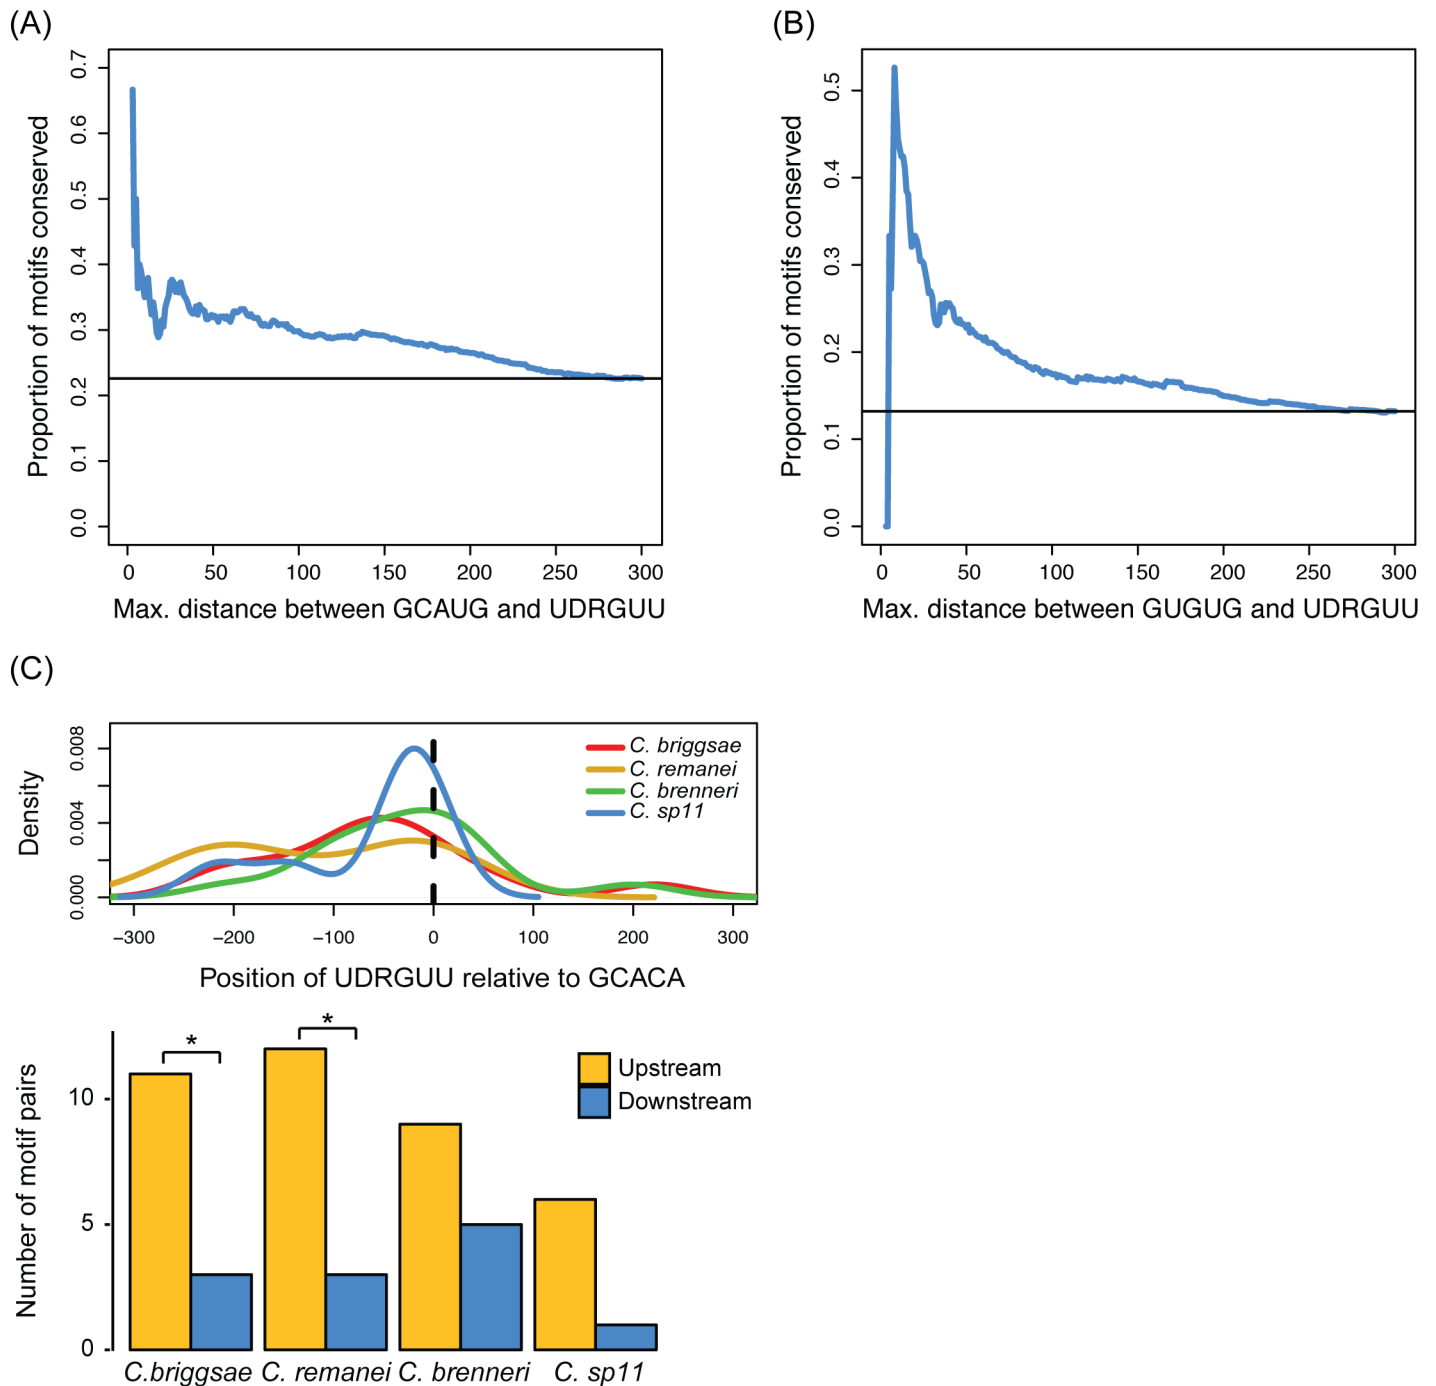 (A)
Proportion of motifs conserved
0.7
0.6
0.5
0.4
0.3
0.2
0.1
0.0
0 50 100 150 200 250 300
Max. distance between GCAUG and UDRGUU
(B)
Proportion of motifs conserved
0.5
0.4
0.3
0.2
0.1
0.0
0 50 100 150 200 250 300
Max. distance between GUGUG and UDRGUU
(C)
Density
0.008
0.004
0.000
C. briggsae
C. remanei
C. brenneri
C. sp11
−300 −200 −100 0 100 200 300
Position of UDRGUU relative to GCACA
Number of motif pairs
10
5
0
* *
Upstream
Downstream
C.briggsae C. remanei C. brenneri C. sp11